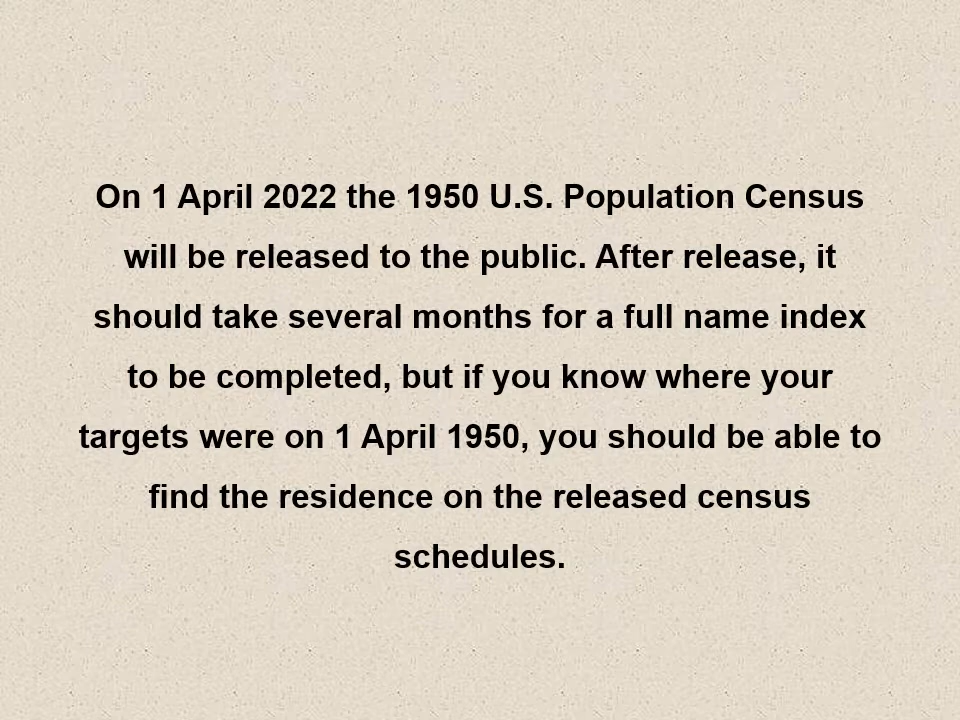 On 1 April 2022 the 1950 U.S. Population Census
will be released to the public. After release, it
should take several months for a full name index
to be completed, but if you know where your
targets were on 1 April 1950, you should be able to
find the residence on the released census
schedules.